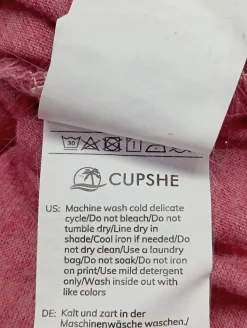 30
CUPSHE
US: Machine wash cold delicate
cycle/Do not bleach/Do not
tumble dry/Line dry in
shade/Cool iron if needed/Do
not dry clean/Use a laundry
bag/Do not soak/Do not iron
on print/Use mild detergent
only/Wash inside out with
like colors
DE: Kalt und zart in der
Maschinenwäsche waschen./